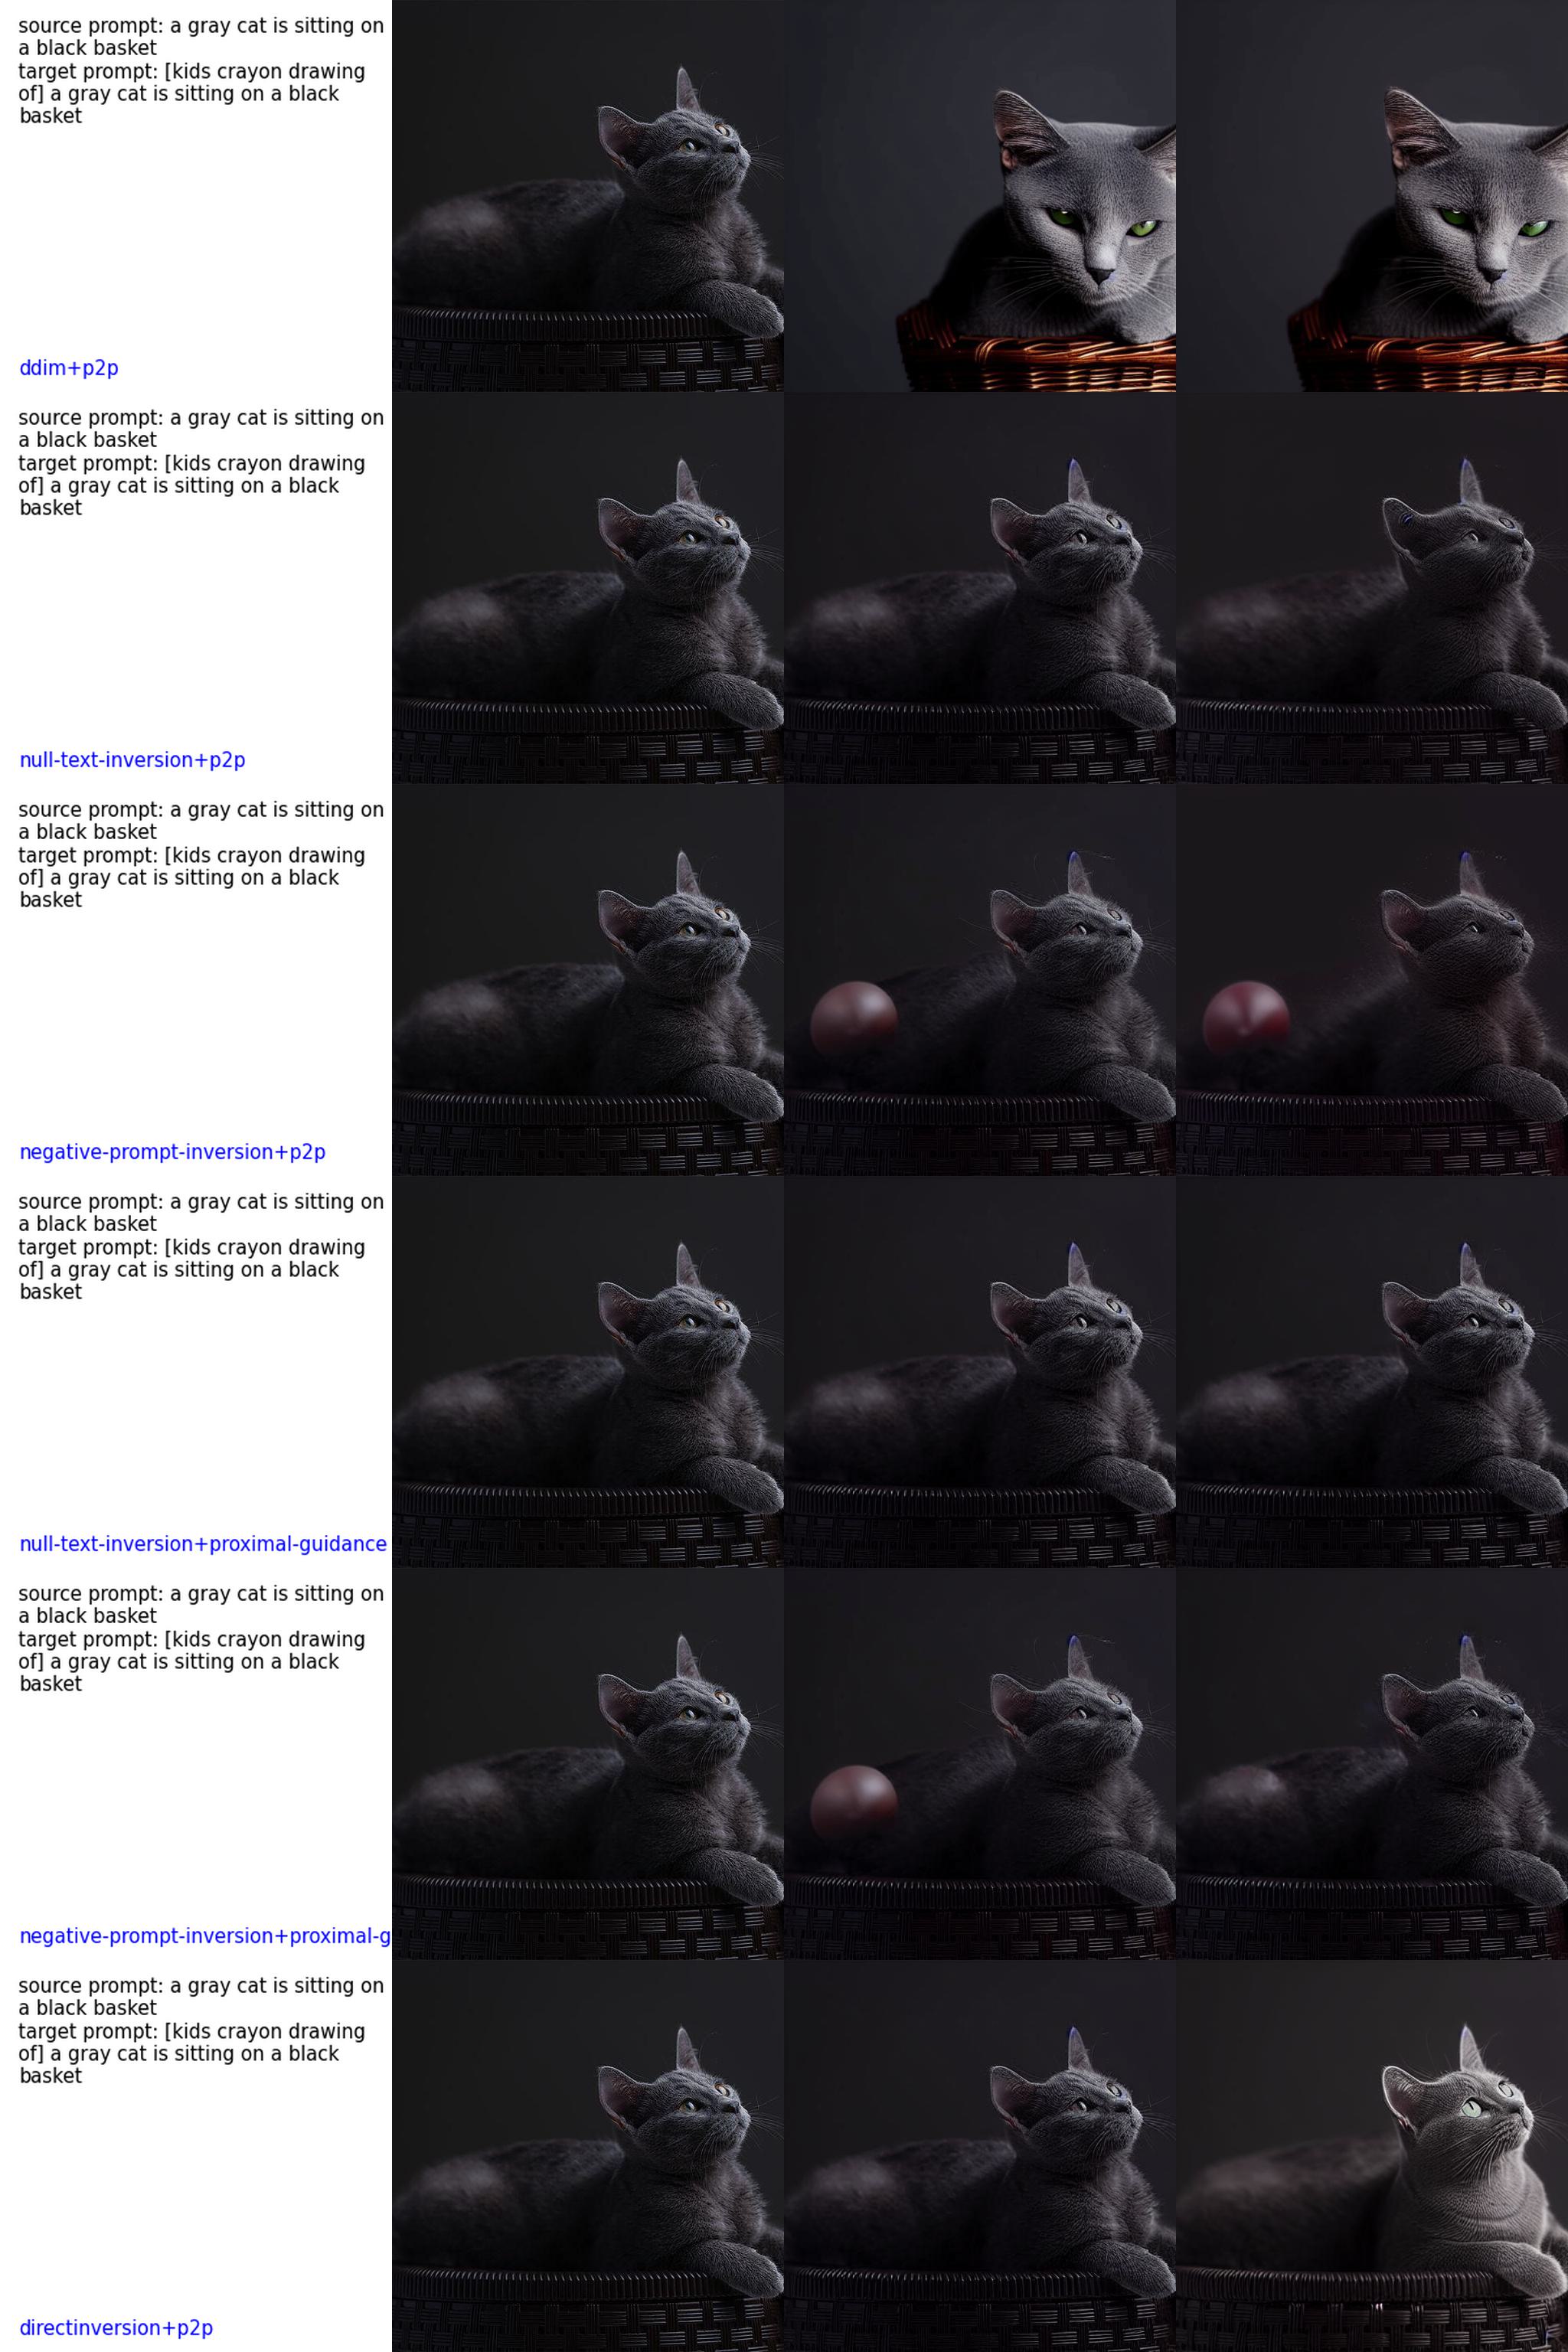 source prompt: a gray cat is sitting on
a black basket
target prompt: [kids crayon drawing
of] a gray cat is sitting on a black
basket
ddim+p2p
source prompt: a gray cat is sitting on
a black basket
target prompt: [kids crayon drawing
of] a gray cat is sitting on a black
basket
null-text-inversion+p2p
source prompt: a gray cat is sitting on
a black basket
target prompt: [kids crayon drawing
of] a gray cat is sitting on a black
basket
negative-prompt-inversion+p2p
source prompt: a gray cat is sitting on
a black basket
target prompt: [kids crayon drawing
of] a gray cat is sitting on a black
basket
null-text-inversion+proximal-guidance
source prompt: a gray cat is sitting on
a black basket
target prompt: [kids crayon drawing
of] a gray cat is sitting on a black
basket
negative-prompt-inversion+proximal-g
source prompt: a gray cat is sitting on
a black basket
target prompt: [kids crayon drawing
of] a gray cat is sitting on a black
basket
directinversion+p2p